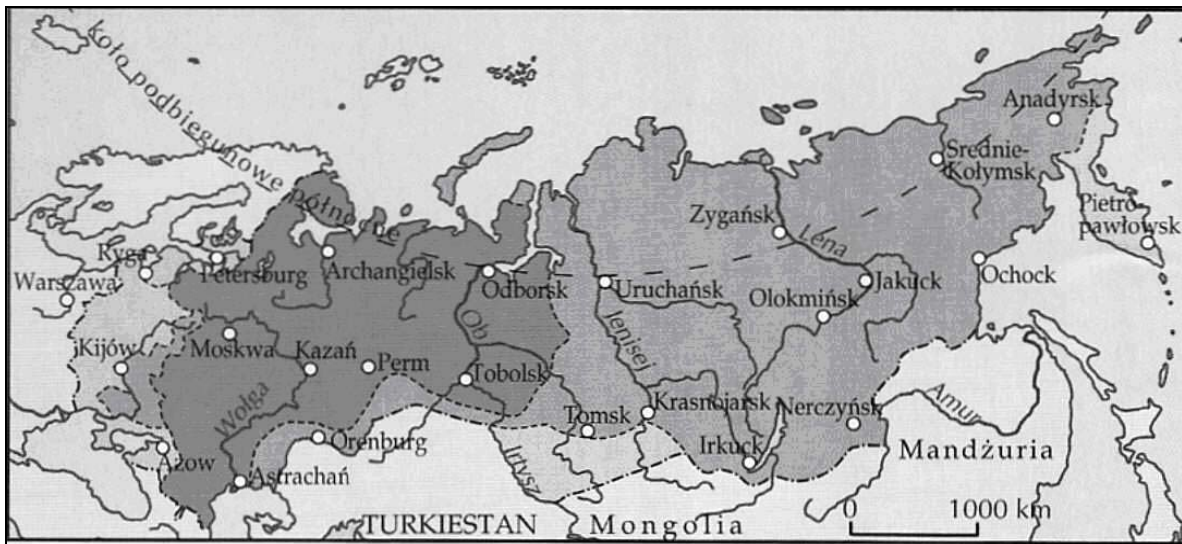 koło podbiegunowe północne
Anadyrsk
Srednie-
Kołymsk
Pietro-
pawłowsk
Zygańsk
Lena
Ryga
Petersburg
Archangielsk
Odborsk
Uruchańsk
Jakuck
Ochock
Warszawa
Olokmińsk
Ob
Jenisej
Kijów
Moskwa
Kazań
Perm
Tobolsk
Wołga
Tomsk
Krasnojarsk
Nerczyńsk
Amur
Orenburg
Irtysz
Irkuck
Mandżuria
Azow
Astrachań
TURKIESTAN
Mongolia
0
1000 km